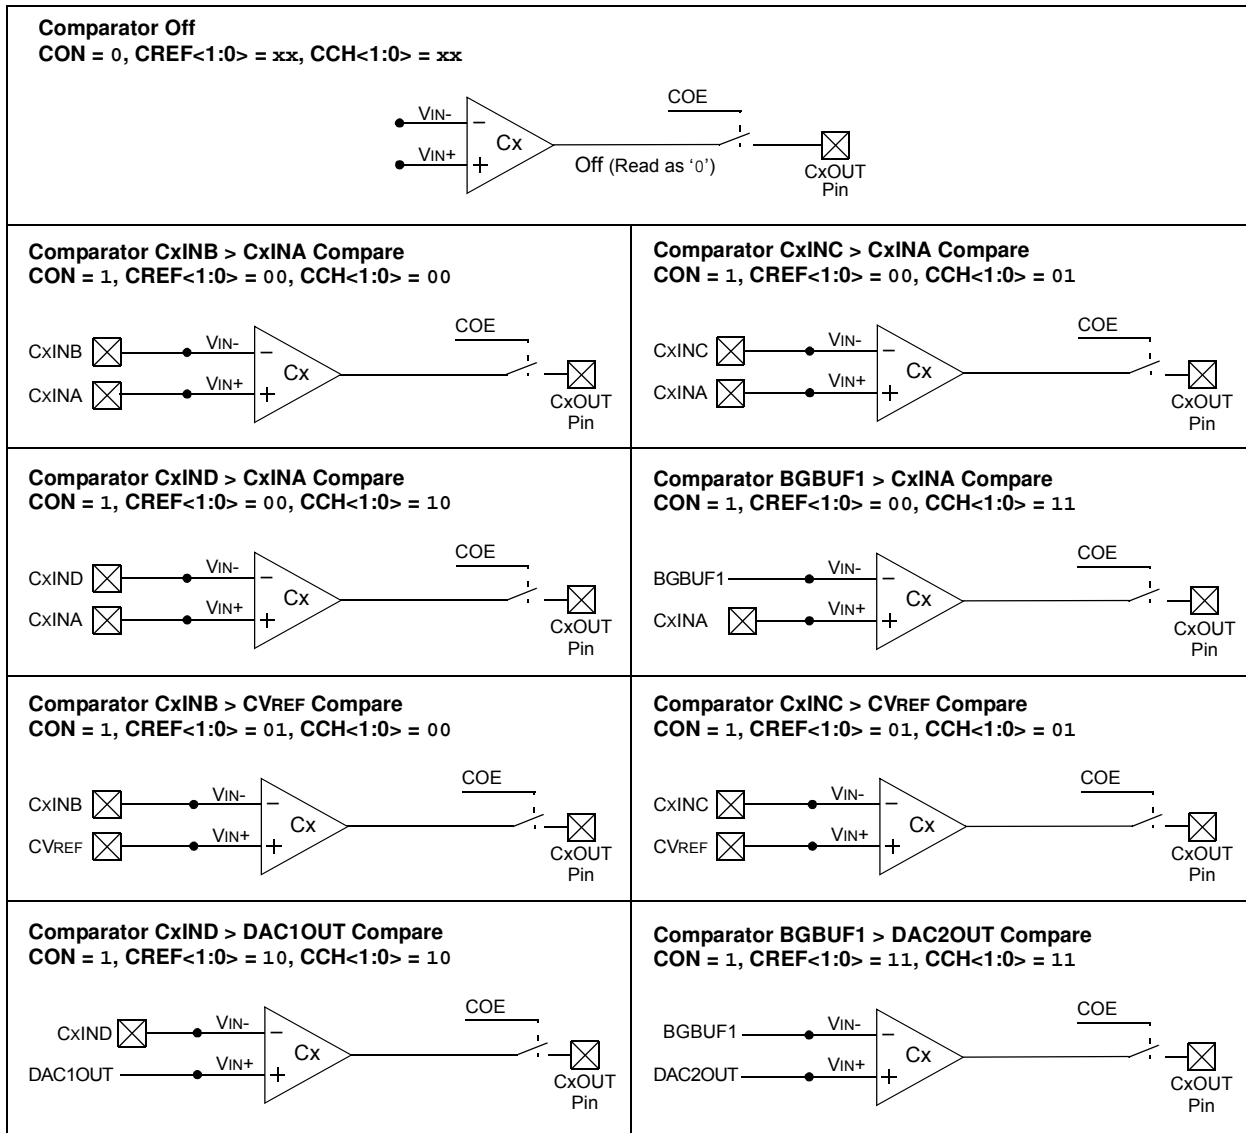 Comparator Off
CON = 0, CREF<1:0> = xx, CCH<1:0> = xx
COE
VIN-
–
Cx
VIN+
+
Off (Read as ‘0’)
CxOUT
Pin
Comparator CxINB > CxINA Compare
CON = 1, CREF<1:0> = 00, CCH<1:0> = 00
COE
CxINB
VIN-
–
Cx
CxINA
VIN+
+
CxOUT
Pin
Comparator CxINC > CxINA Compare
CON = 1, CREF<1:0> = 00, CCH<1:0> = 01
COE
CxINC
VIN-
–
Cx
CxINA
VIN+
+
CxOUT
Pin
Comparator CxIND > CxINA Compare
CON = 1, CREF<1:0> = 00, CCH<1:0> = 10
COE
CxIND
VIN-
–
Cx
CxINA
VIN+
+
CxOUT
Pin
Comparator BGBUF1 > CxINA Compare
CON = 1, CREF<1:0> = 00, CCH<1:0> = 11
COE
BGBUF1
VIN-
–
Cx
CxINA
VIN+
+
CxOUT
Pin
Comparator CxINB > CVREF Compare
CON = 1, CREF<1:0> = 01, CCH<1:0> = 00
COE
CxINB
VIN-
–
Cx
CVREF
VIN+
+
CxOUT
Pin
Comparator CxINC > CVREF Compare
CON = 1, CREF<1:0> = 01, CCH<1:0> = 01
COE
CxINC
VIN-
–
Cx
CVREF
VIN+
+
CxOUT
Pin
Comparator CxIND > DAC1OUT Compare
CON = 1, CREF<1:0> = 10, CCH<1:0> = 10
COE
CxIND
VIN-
–
Cx
DAC1OUT
VIN+
+
CxOUT
Pin
Comparator BGBUF1 > DAC2OUT Compare
CON = 1, CREF<1:0> = 11, CCH<1:0> = 11
COE
BGBUF1
VIN-
–
Cx
DAC2OUT
VIN+
+
CxOUT
Pin